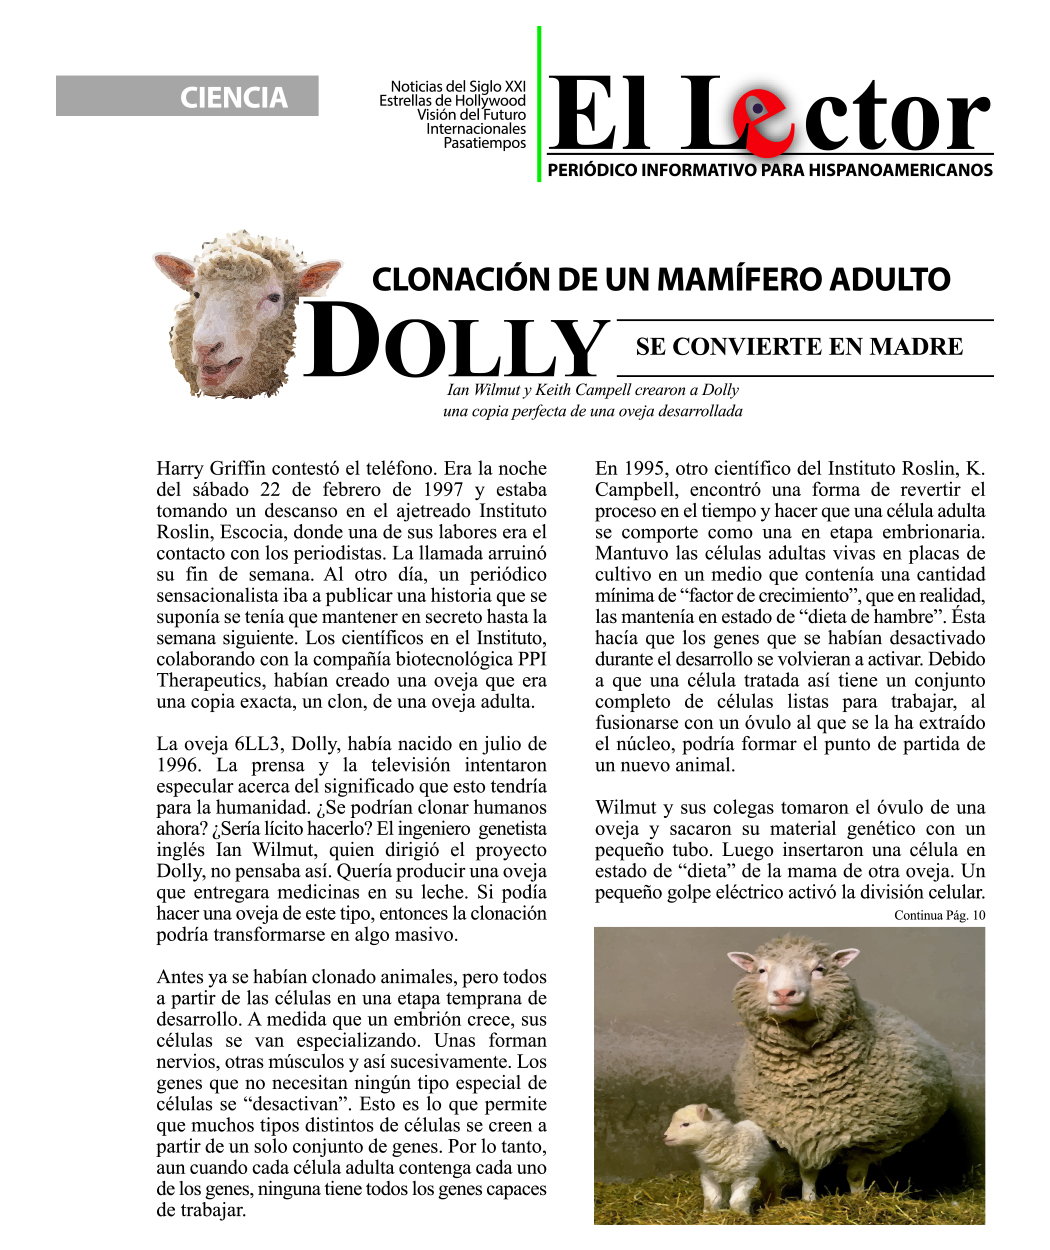 CIENCIA
Noticias del Siglo XXI
Estrellas de Hollywood
Visión del Futuro
Internacionales
Pasatiempos
El Lector
PERIÓDICO INFORMATIVO PARA HISPANOAMERICANOS
CLONACIÓN DE UN MAMÍFERO ADULTO
DOLLY
SE CONVIERTE EN MADRE
Ian Wilmut y Keith Campell crearon a Dolly
una copia perfecta de una oveja desarrollada
Harry Griffin contestó el teléfono. Era la noche
del sábado 22 de febrero de 1997 y estaba
tomando un descanso en el ajetreado Instituto
Roslin, Escocia, donde una de sus labores era el
contacto con los periodistas. La llamada arruinó
su fin de semana. Al otro día, un periódico
sensacionalista iba a publicar una historia que se
suponía se tenía que mantener en secreto hasta la
semana siguiente. Los científicos en el Instituto,
colaborando con la compañía biotecnológica PPI
Therapeutics, habían creado una oveja que era
una copia exacta, un clon, de una oveja adulta.
La oveja 6LL3, Dolly, había nacido en julio de
1996. La prensa y la televisión intentaron
especular acerca del significado que esto tendría
para la humanidad. ¿Se podrían clonar humanos
ahora? ¿Sería lícito hacerlo? El ingeniero genetista
inglés Ian Wilmut, quien dirigió el proyecto
Dolly, no pensaba así. Quería producir una oveja
que entregara medicinas en su leche. Si podía
hacer una oveja de este tipo, entonces la clonación
podría transformarse en algo masivo.
Antes ya se habían clonado animales, pero todos
a partir de las células en una etapa temprana de
desarrollo. A medida que un embrión crece, sus
células se van especializando. Unas forman
nervios, otras músculos y así sucesivamente. Los
genes que no necesitan ningún tipo especial de
células se “desactivan”. Esto es lo que permite
que muchos tipos distintos de células se creen a
partir de un solo conjunto de genes. Por lo tanto,
aun cuando cada célula adulta contenga cada uno
de los genes, ninguna tiene todos los genes capaces
de trabajar.
En 1995, otro científico del Instituto Roslin, K.
Campbell, encontró una forma de revertir el
proceso en el tiempo y hacer que una célula adulta
se comporte como una en etapa embrionaria.
Mantuvo las células adultas vivas en placas de
cultivo en un medio que contenía una cantidad
mínima de “factor de crecimiento”, que en realidad,
las mantenía en estado de “dieta de hambre”. Ésta
hacía que los genes que se habían desactivado
durante el desarrollo se volvieran a activar. Debido
a que una célula tratada así tiene un conjunto
completo de células listas para trabajar, al
fusionarse con un óvulo al que se la ha extraído
el núcleo, podría formar el punto de partida de
un nuevo animal.
Wilmut y sus colegas tomaron el óvulo de una
oveja y sacaron su material genético con un
pequeño tubo. Luego insertaron una célula en
estado de “dieta” de la mama de otra oveja. Un
pequeño golpe eléctrico activó la división celular.
Continua Pág. 10